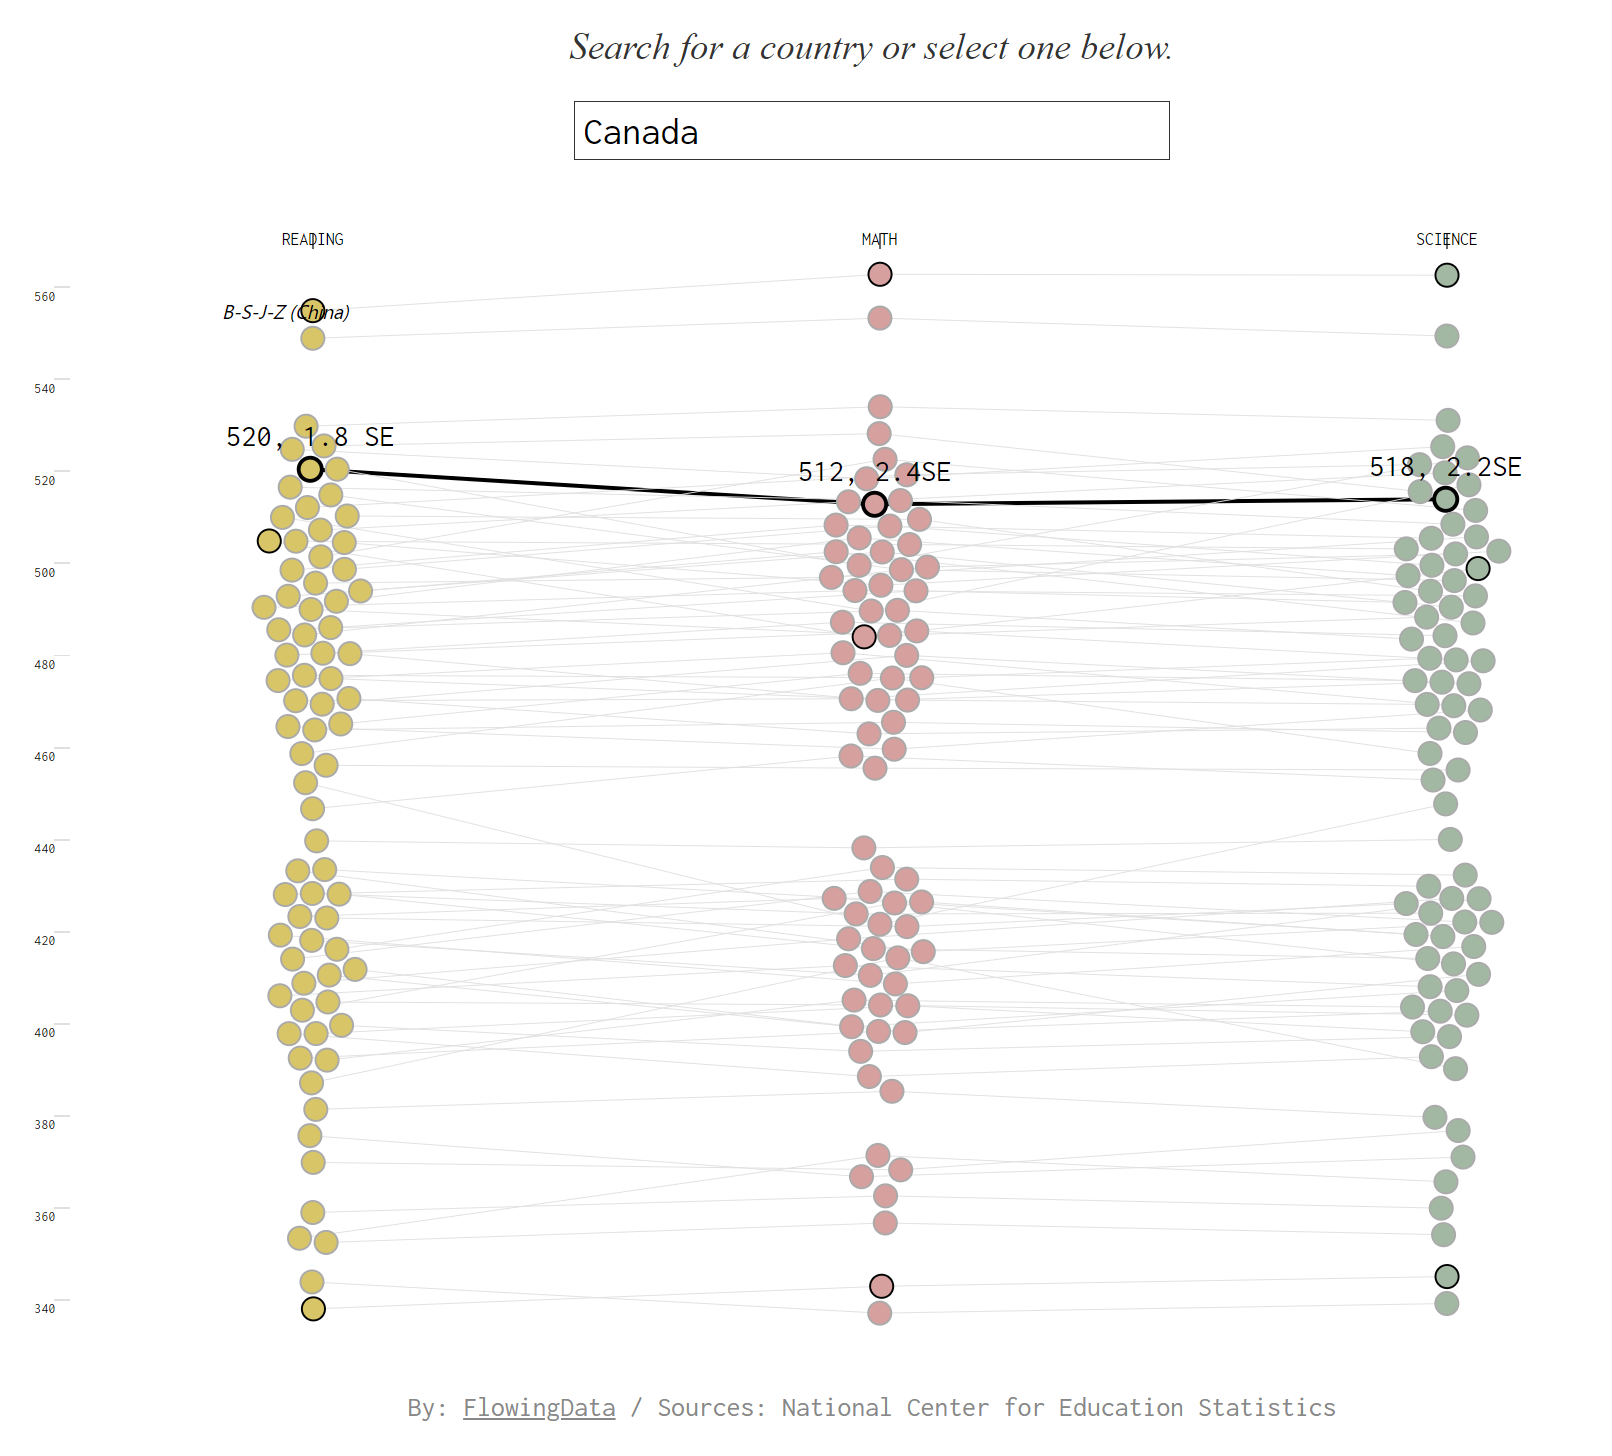 Search for a country or select one below.
Canada
READING MATH SCIENCE
560
B-S-J-Z (China)
540
520, 1.8 SE
512, 2.4SE
518, 2.2SE
520
500
480
460
440
420
400
380
360
340
By: FlowingData / Sources: National Center for Education Statistics